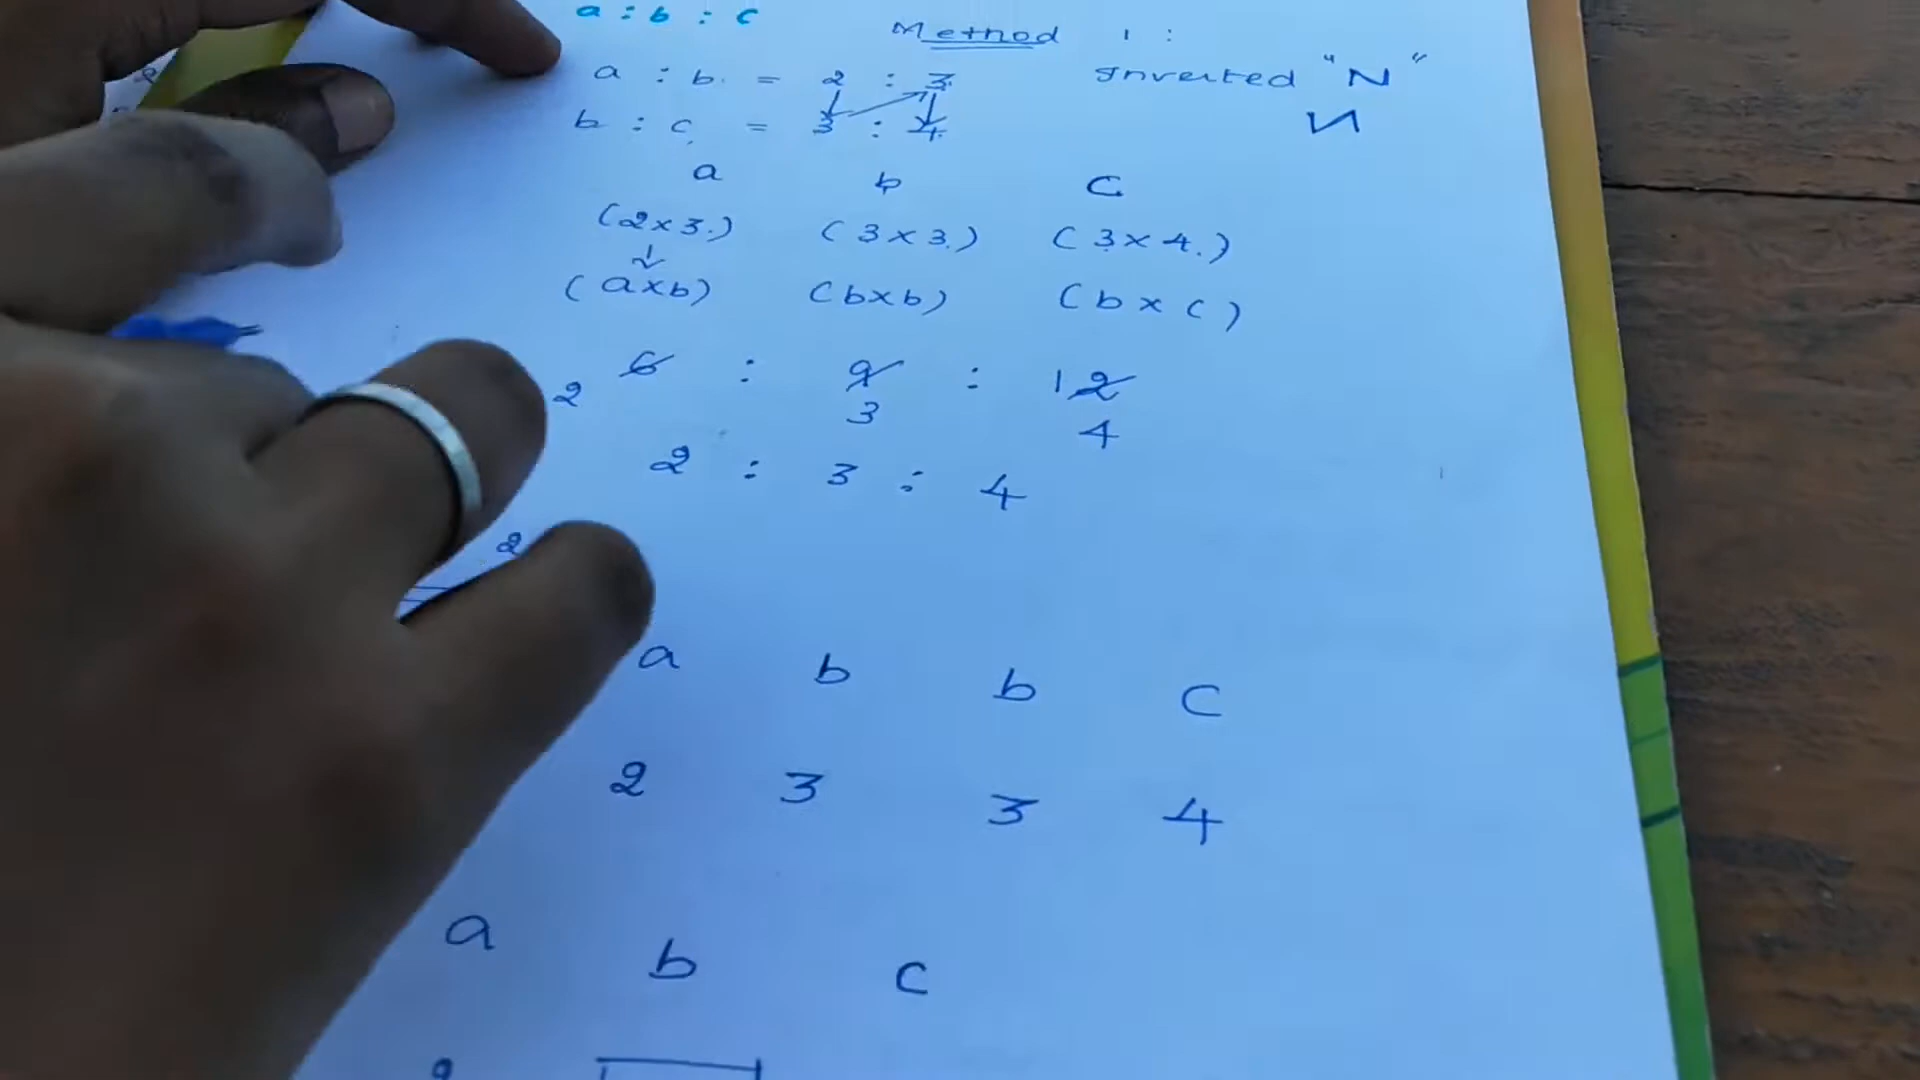 a : b : c
Method 1 :
a : b = 2 : 3
Inverted "N"
b : c = 3 : 4
И
a b c
(2x3) (3x3) (3x4)
(axb) (bxb) (bxc)
6 : 9 : 12
2 3 4
2 : 3 : 4
2
a b b c
2 3 3 4
a b c